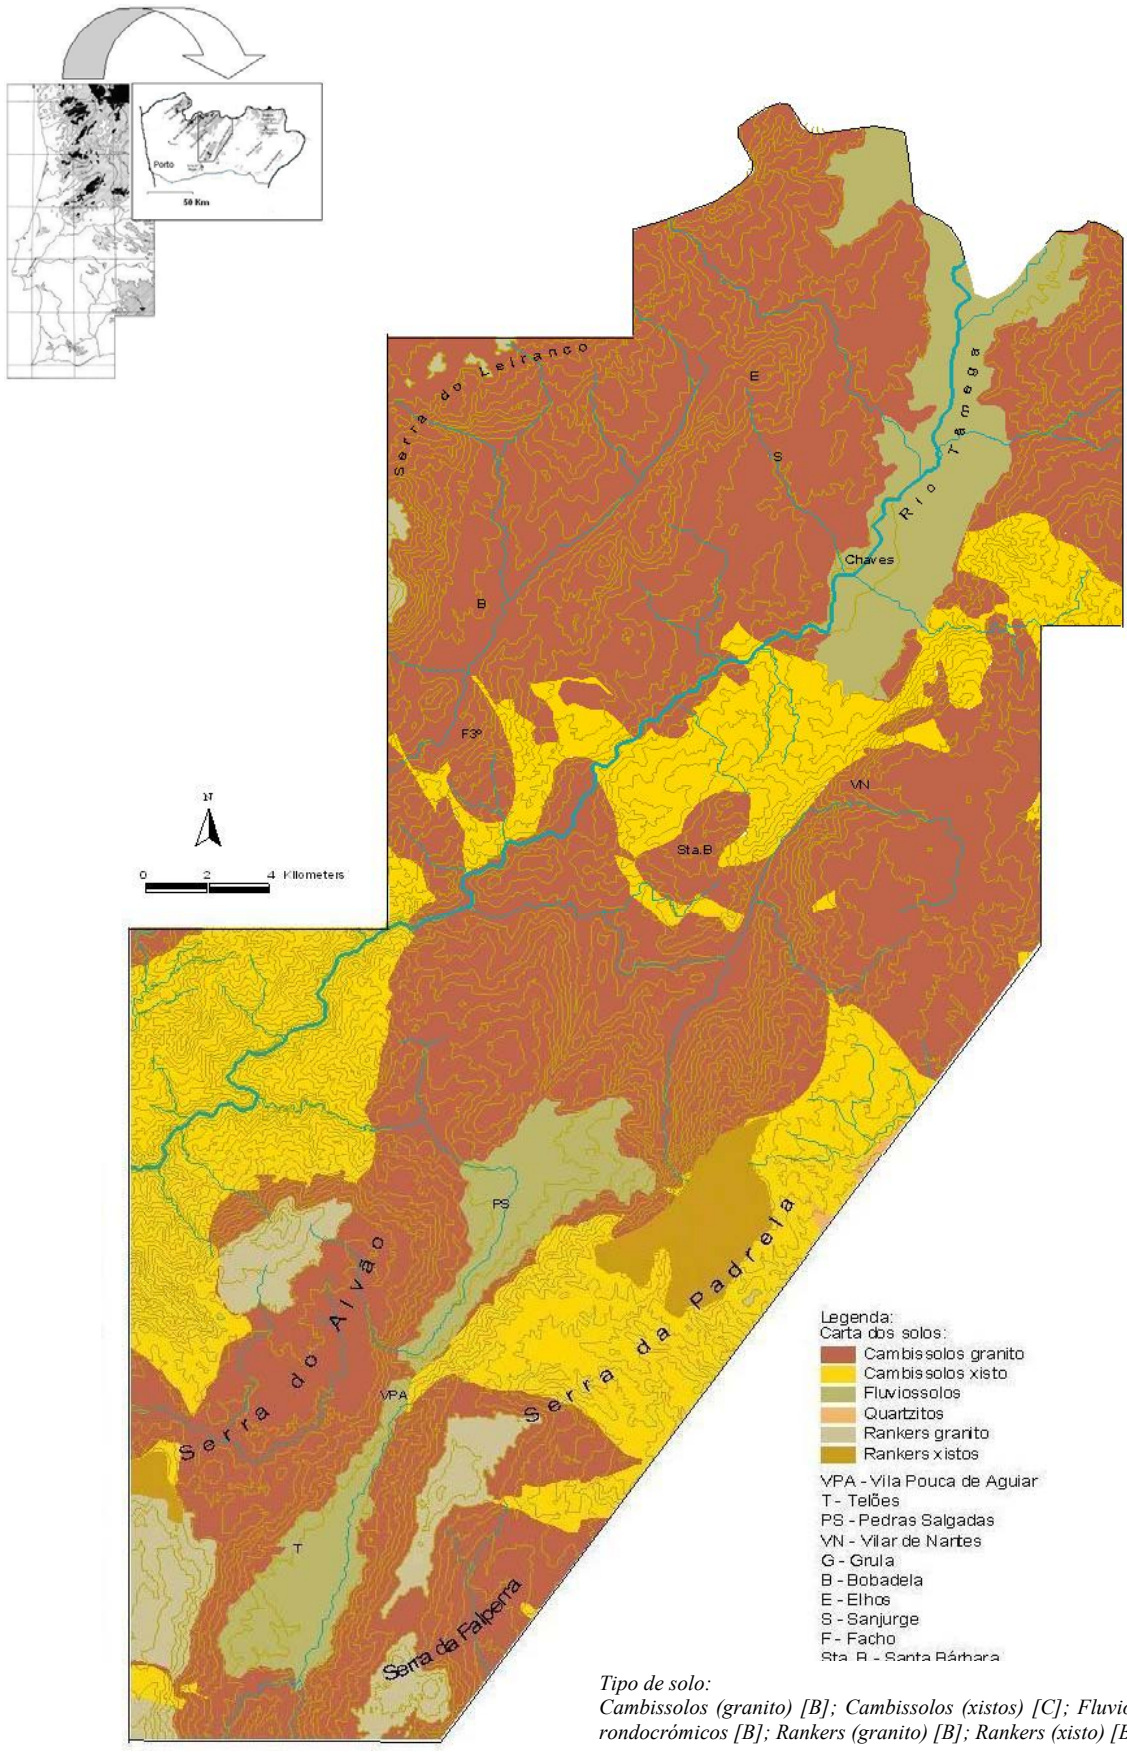 Porto
50 Km
Serra do Leiranco
E
S
Rio Tamega
Chaves
B
F3º
VN
Sta.B
N
0 2 4 Kilometers
PS
Serra do Alvão
Serra da Padrela
VPA
T
Serra da Falperra
Legenda:
Carta dos solos:
Cambissolos granito
Cambissolos xisto
Fluviossolos
Quartzitos
Rankers granito
Rankers xistos
VPA - Vila Pouca de Aguiar
T - Telões
PS - Pedras Salgadas
VN - Vilar de Nantes
G - Grula
B - Bobadela
E - Elhos
S - Sanjurge
F - Facho
Sta. B - Santa Bárbara
Tipo de solo:
Cambissolos (granito) [B]; Cambissolos (xistos) [C]; Fluvio
rondocrómicos [B]; Rankers (granito) [B]; Rankers (xisto) [B